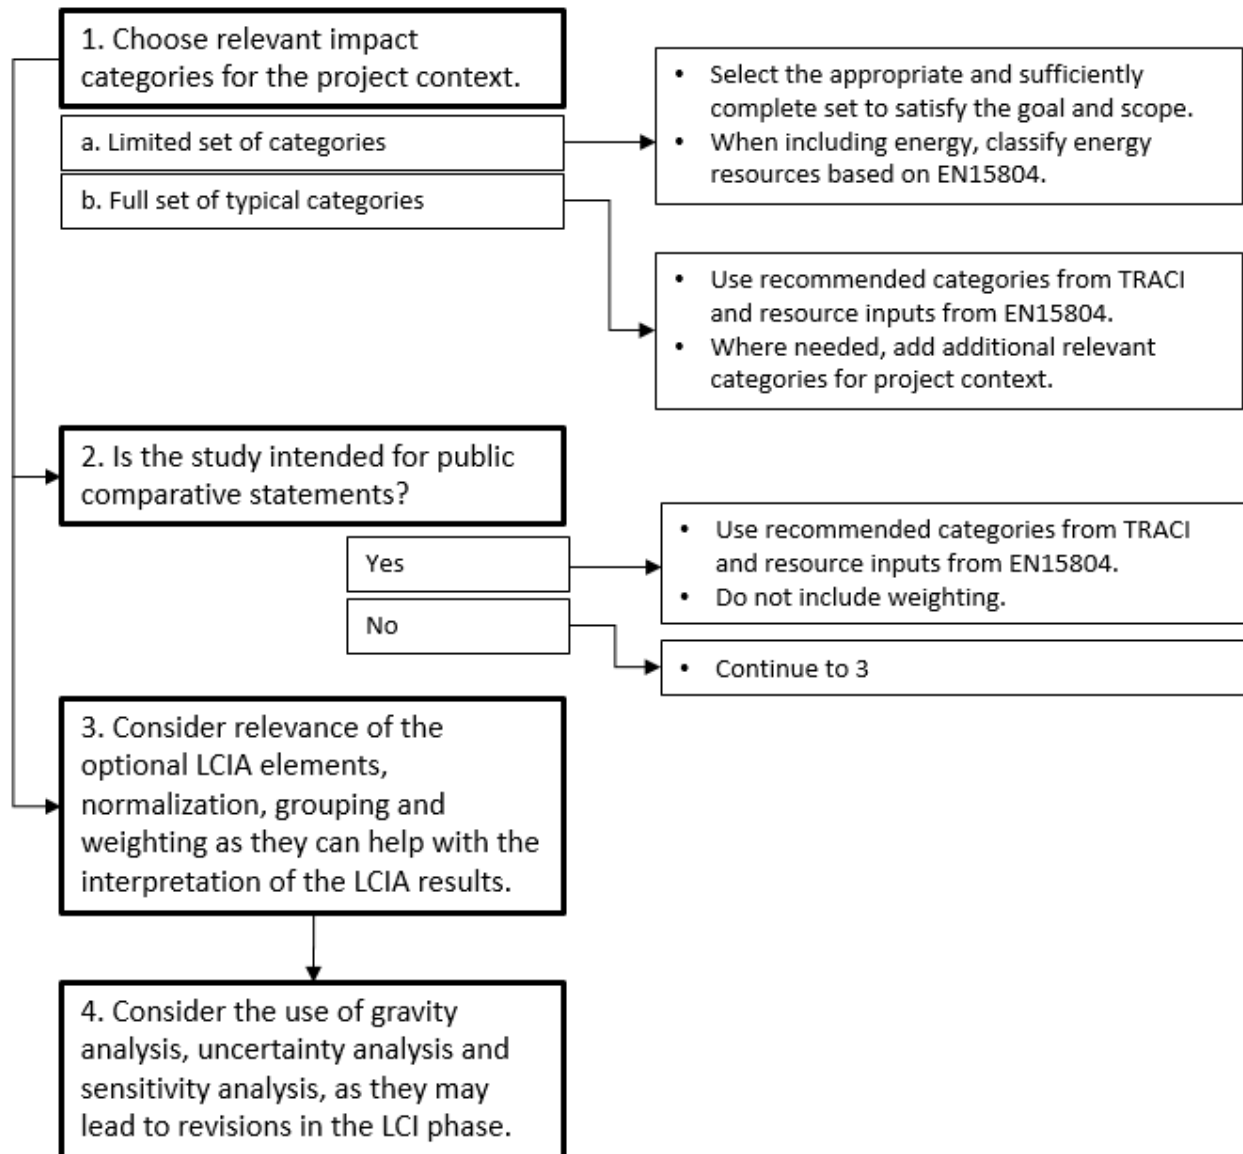 1. Choose relevant impact
categories for the project context.
a. Limited set of categories
b. Full set of typical categories
• Select the appropriate and sufficiently
complete set to satisfy the goal and scope.
• When including energy, classify energy
resources based on EN15804.
• Use recommended categories from TRACI
and resource inputs from EN15804.
• Where needed, add additional relevant
categories for project context.
2. Is the study intended for public
comparative statements?
Yes
No
• Use recommended categories from TRACI
and resource inputs from EN15804.
• Do not include weighting.
• Continue to 3
3. Consider relevance of the
optional LCIA elements,
normalization, grouping and
weighting as they can help with the
interpretation of the LCIA results.
4. Consider the use of gravity
analysis, uncertainty analysis and
sensitivity analysis, as they may
lead to revisions in the LCI phase.